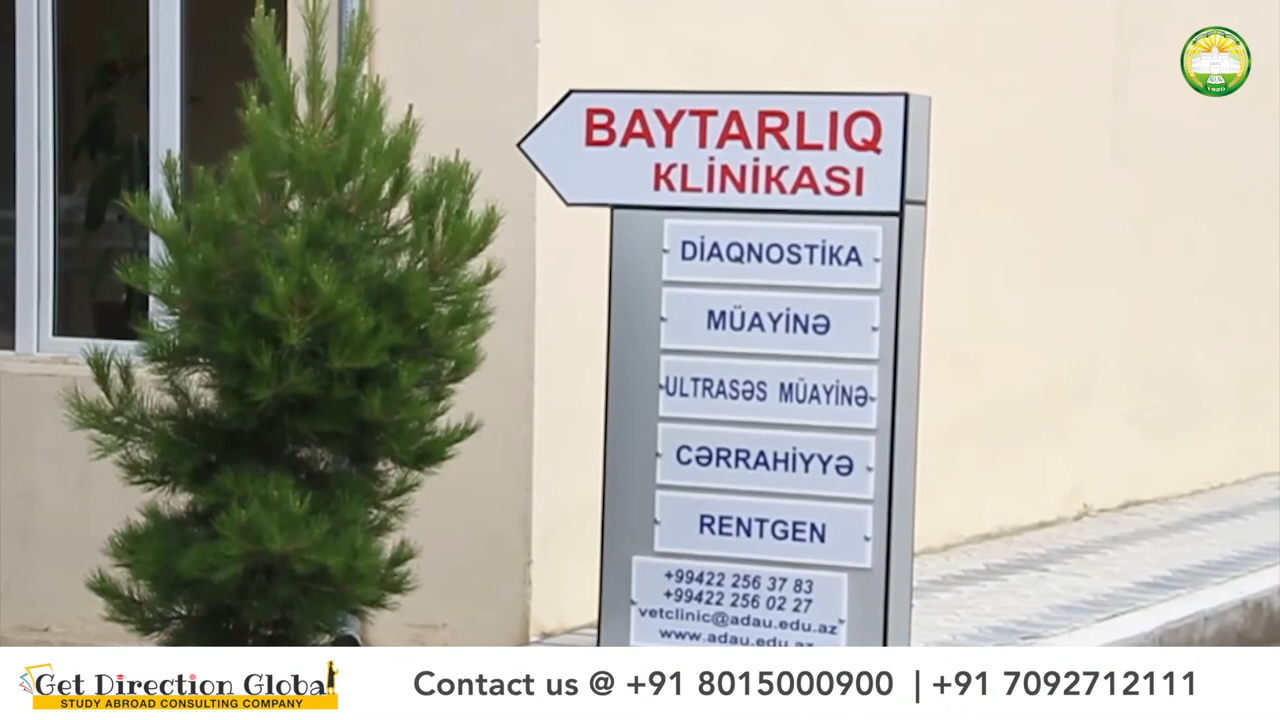 BAYTARLIQ
KLİNİKASI
DİAQNOSTİKA
MÜAYİNƏ
ULTRASƏS MÜAYİNƏ
CƏRRAHİYYƏ
RENTGEN
+99422 256 37 83
+99422 256 02 27
vetclinic@adau.edu.az
www.adau.edu.az
1920
Get Direction Global
STUDY ABROAD CONSULTING COMPANY
Contact us @ +91 8015000900 | +91 7092712111